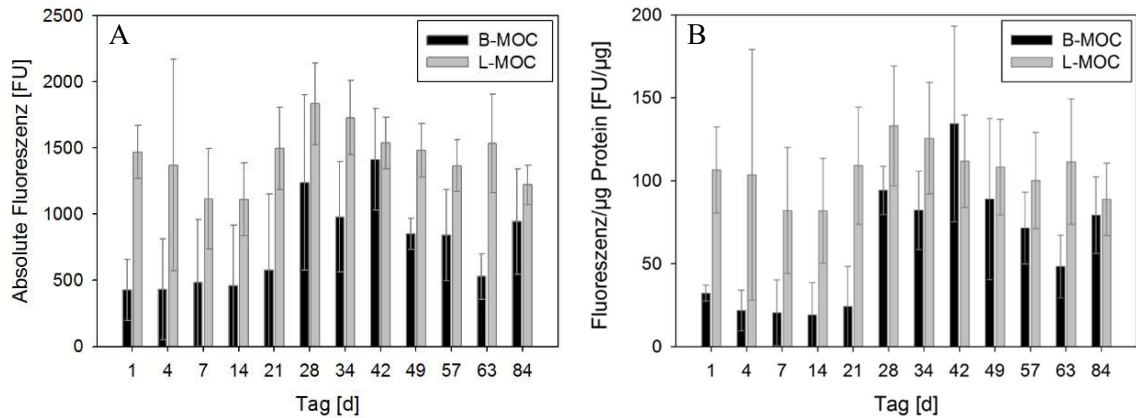 A
B-MOC
L-MOC
Absolute Fluoreszenz [FU]
2500
2000
1500
1000
500
0
1 4 7 14 21 28 34 42 49 57 63 84
Tag [d]
B
B-MOC
L-MOC
Fluoreszenz/µg Protein [FU/µg]
200
150
100
50
0
1 4 7 14 21 28 34 42 49 57 63 84
Tag [d]